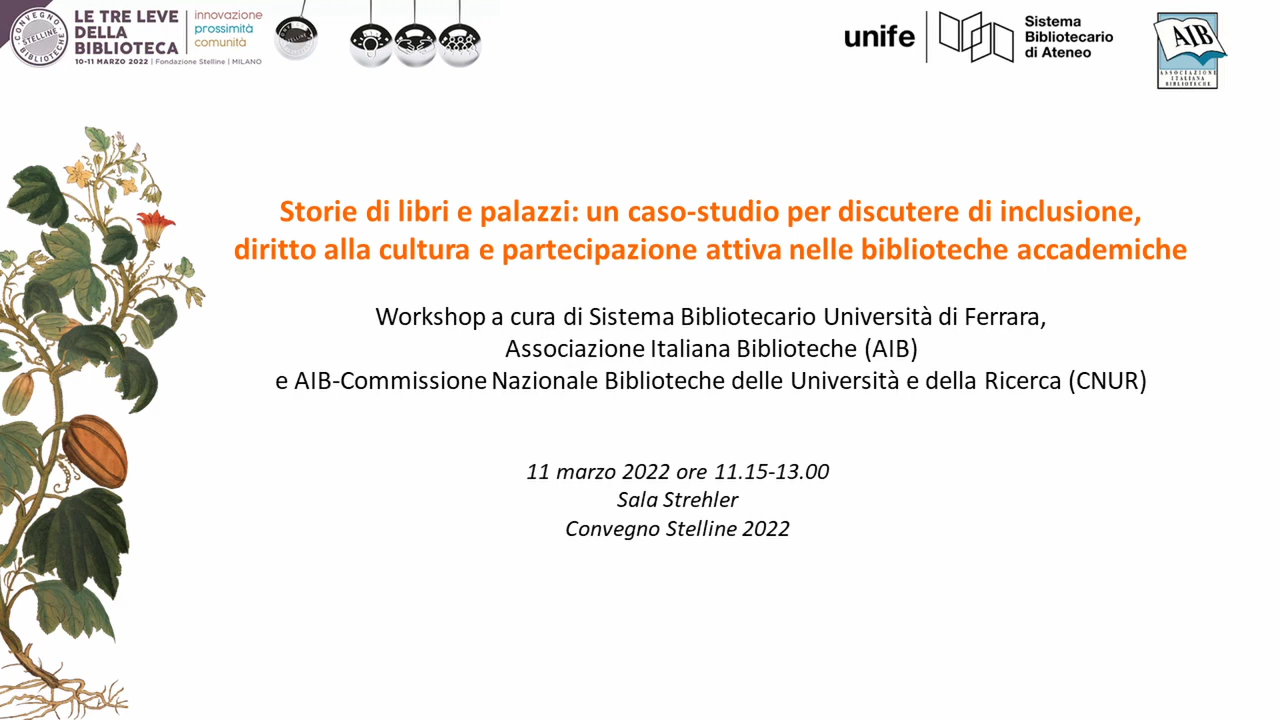 CONVEGNO STELLINE BIBLIOTECHE
LE TRE LEVE
DELLA
BIBLIOTECA
innovazione
prossimità
comunità
10-11 MARZO 2022 | Fondazione Stelline | MILANO
unife
Sistema
Bibliotecario
di Ateneo
AIB
ASSOCIAZIONE
ITALIANA
BIBLIOTECHE
Storie di libri e palazzi: un caso-studio per discutere di inclusione,
diritto alla cultura e partecipazione attiva nelle biblioteche accademiche
Workshop a cura di Sistema Bibliotecario Università di Ferrara,
Associazione Italiana Biblioteche (AIB)
e AIB-Commissione Nazionale Biblioteche delle Università e della Ricerca (CNUR)
11 marzo 2022 ore 11.15-13.00
Sala Strehler
Convegno Stelline 2022